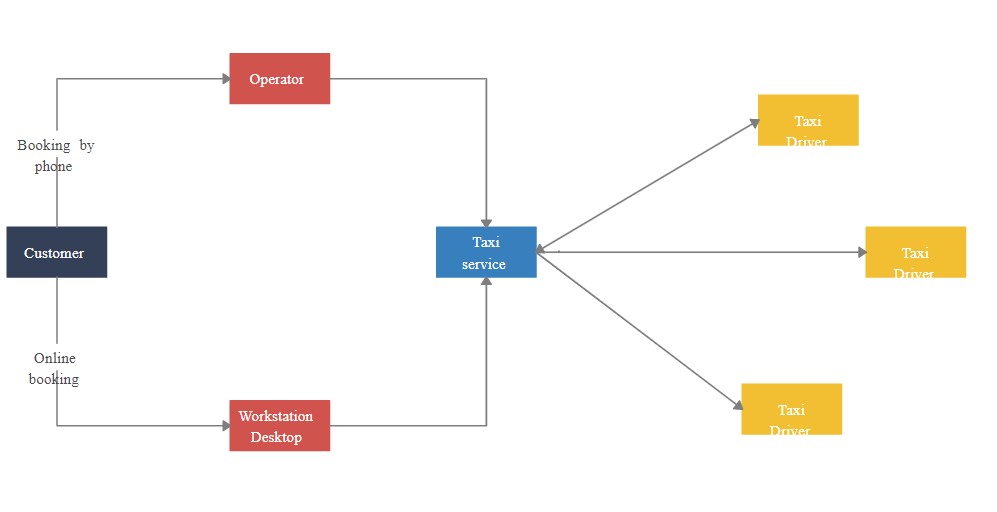 Operator
Booking by
phone
Customer
Online
booking
Workstation
Desktop
Taxi
service
Taxi
Driver
Taxi
Driver
Taxi
Driver